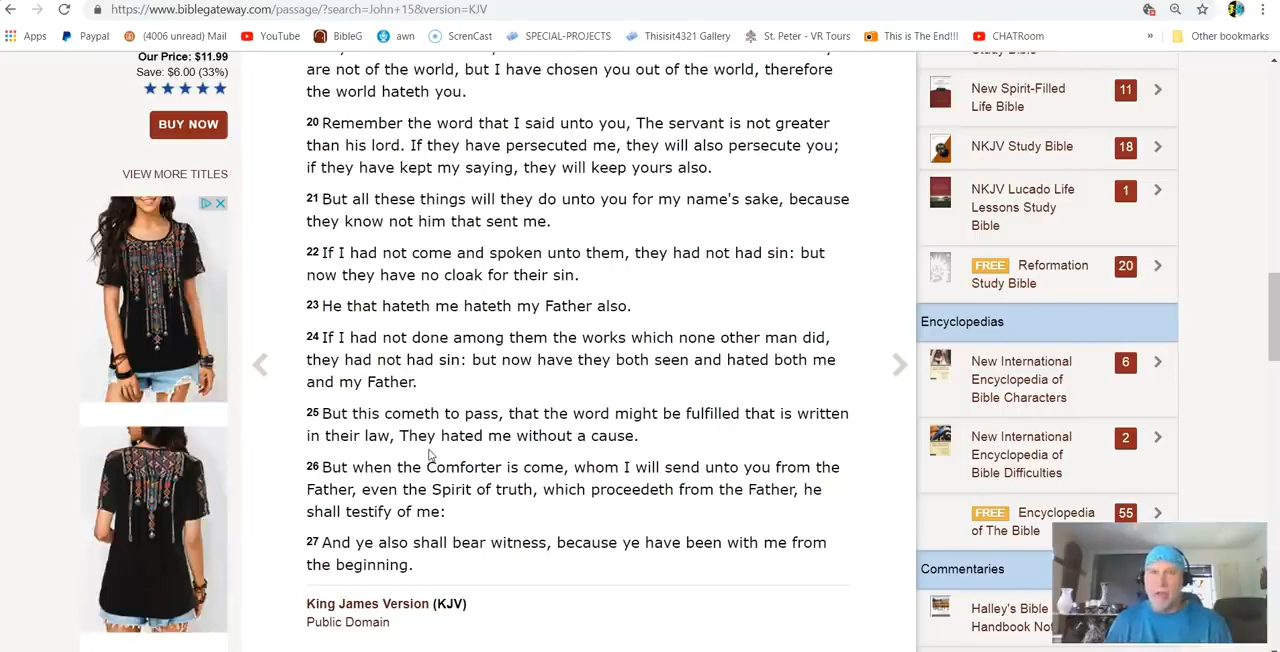 https://www.biblegateway.com/passage/?search=John+15&version=KJV
Apps Paypal (4006 unread) Mail YouTube BibleG awn ScrenCast SPECIAL-PROJECTS Thisisit4321 Gallery St. Peter - VR Tours This is The End!!! CHATRoom » Other bookmarks
Our Price: $11.99
Save: $6.00 (33%)
BUY NOW
VIEW MORE TITLES
are not of the world, but I have chosen you out of the world, therefore
the world hateth you.
20 Remember the word that I said unto you, The servant is not greater
than his lord. If they have persecuted me, they will also persecute you;
if they have kept my saying, they will keep yours also.
21 But all these things will they do unto you for my name's sake, because
they know not him that sent me.
22 If I had not come and spoken unto them, they had not had sin: but
now they have no cloak for their sin.
23 He that hateth me hateth my Father also.
24 If I had not done among them the works which none other man did,
they had not had sin: but now have they both seen and hated both me
and my Father.
25 But this cometh to pass, that the word might be fulfilled that is written
in their law, They hated me without a cause.
26 But when the Comforter is come, whom I will send unto you from the
Father, even the Spirit of truth, which proceedeth from the Father, he
shall testify of me:
27 And ye also shall bear witness, because ye have been with me from
the beginning.
King James Version (KJV)
Public Domain
Study Bible
New Spirit-Filled
Life Bible
11
NKJV Study Bible
18
NKJV Lucado Life
Lessons Study
Bible
1
FREE Reformation
Study Bible
20
Encyclopedias
New International
Encyclopedia of
Bible Characters
6
New International
Encyclopedia of
Bible Difficulties
2
FREE Encyclopedia
of The Bible
55
Commentaries
Halley's Bible
Handbook